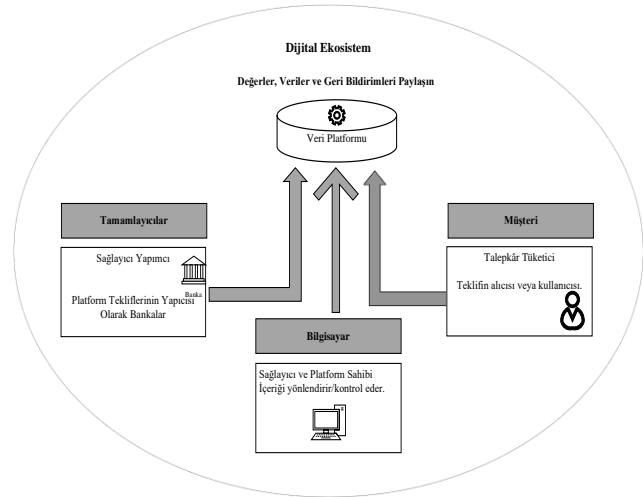 Dijital Ekosistem
Değerler, Veriler ve Geri Bildirimleri Paylaşın
Veri Platformu
Tamamlayıcılar
Sağlayıcı Yapımcı
Banka
Platform Tekliflerinin Yapıcısı
Olarak Bankalar
Müşteri
Talepkâr Tüketici
Teklifin alıcısı veya kullanıcısı.
Bilgisayar
Sağlayıcı ve Platform Sahibi
İçeriği yönlendirir/kontrol eder.